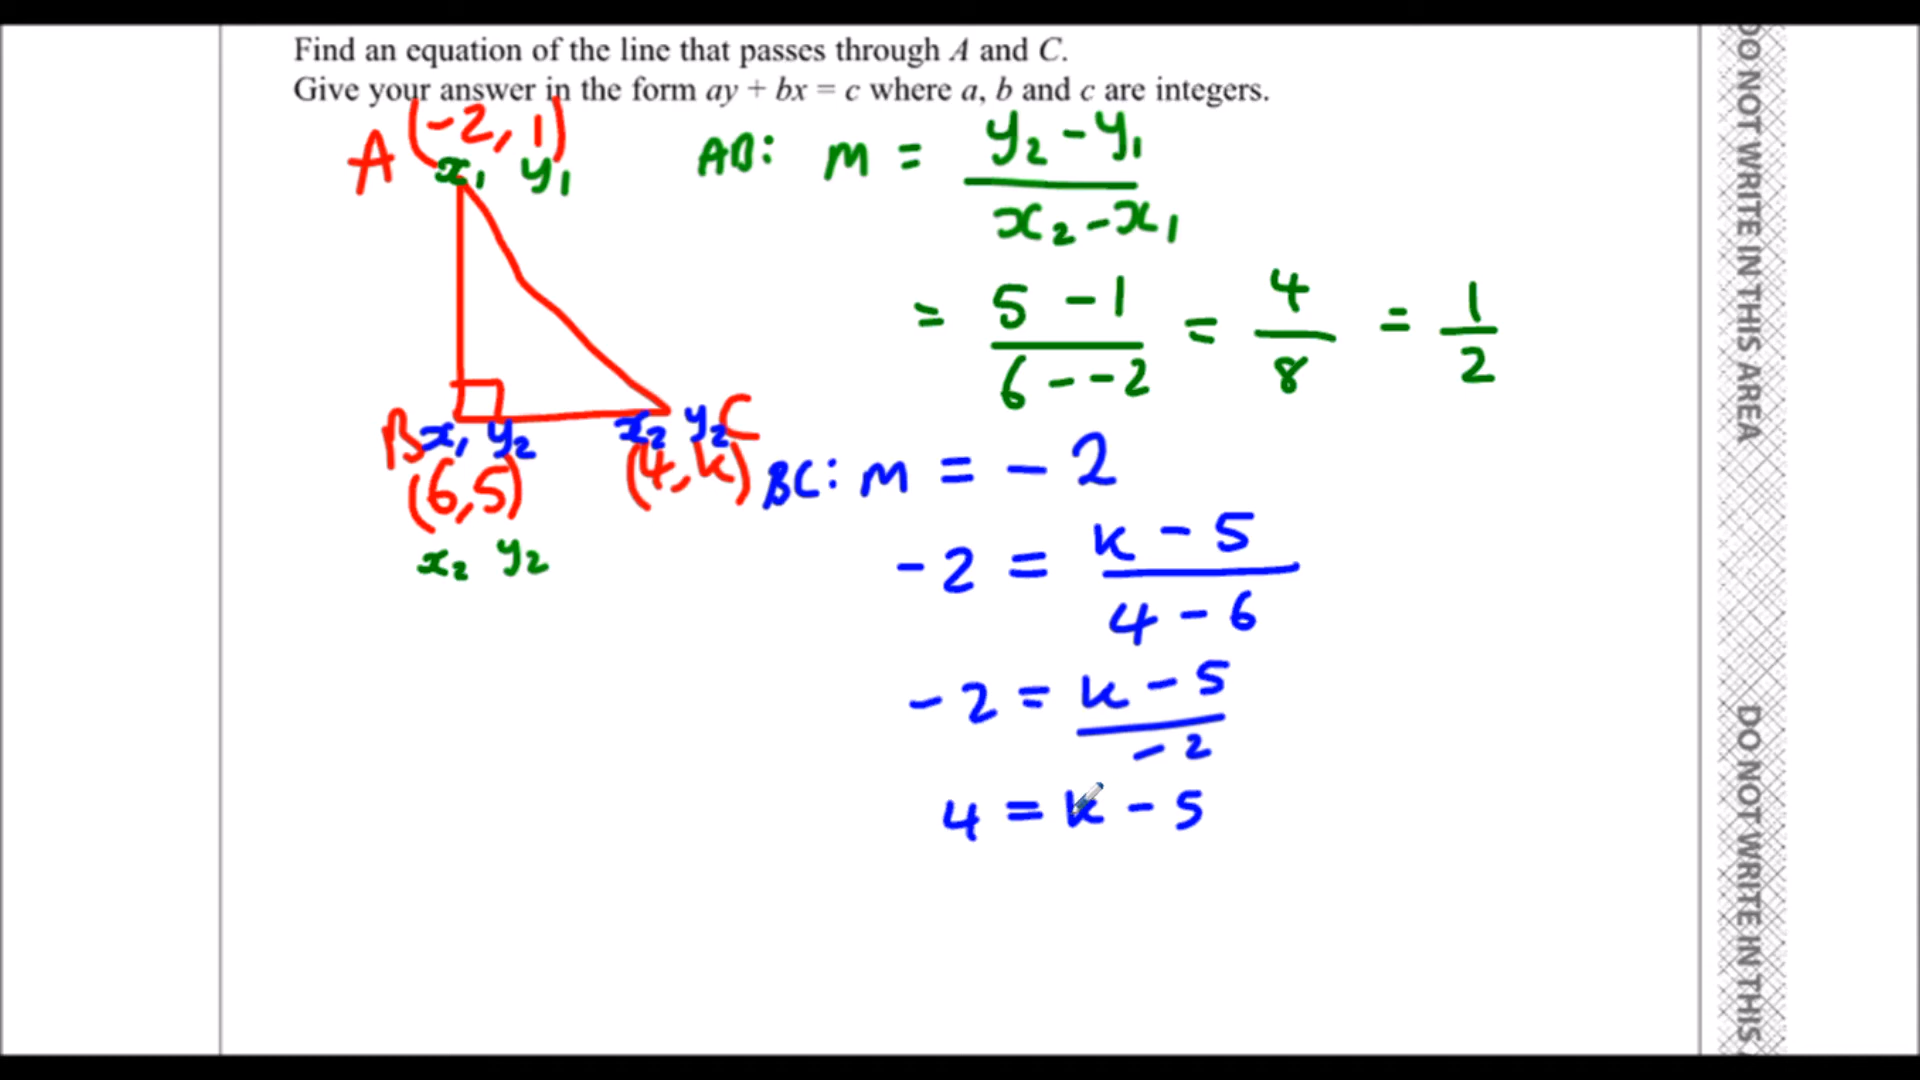 Find an equation of the line that passes through A and C.
Give your answer in the form ay + bx = c where a, b and c are integers.
A (-2, 1)
x₁ y₁
AB: m = y₂ - y₁ / x₂ - x₁
= 5 - 1 / 6 - -2 = 4 / 8 = 1 / 2
B x₁ y₂
(6,5)
x₂ y₂
x₂ y₂ C
(4, k)
BC: m = -2
-2 = k - 5 / 4 - 6
-2 = k - 5 / -2
4 = k - 5
DO NOT WRITE IN THIS AREA
DO NOT WRITE IN THIS